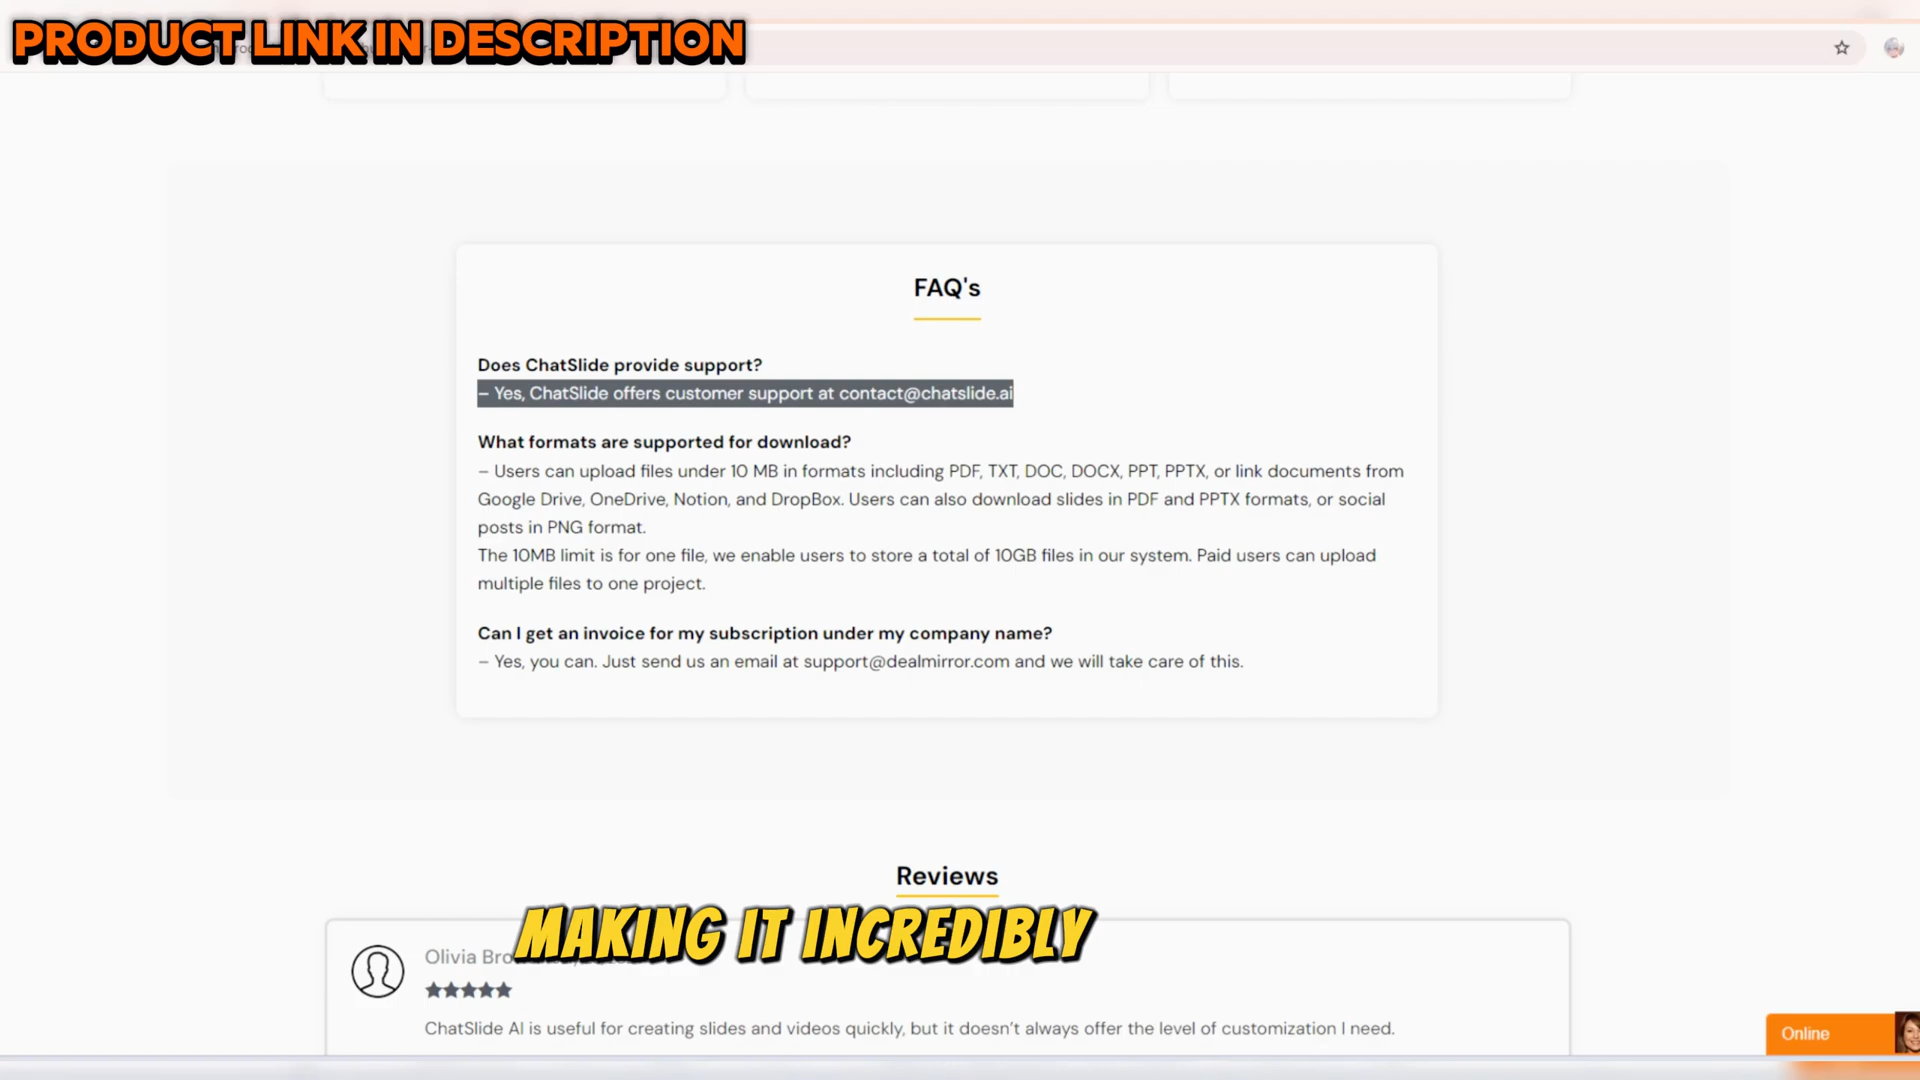 PRODUCT LINK IN DESCRIPTION
FAQ's
Does ChatSlide provide support?
– Yes, ChatSlide offers customer support at contact@chatslide.ai
What formats are supported for download?
– Users can upload files under 10 MB in formats including PDF, TXT, DOC, DOCX, PPT, PPTX, or link documents from
Google Drive, OneDrive, Notion, and DropBox. Users can also download slides in PDF and PPTX formats, or social
posts in PNG format.
The 10MB limit is for one file, we enable users to store a total of 10GB files in our system. Paid users can upload
multiple files to one project.
Can I get an invoice for my subscription under my company name?
– Yes, you can. Just send us an email at support@dealmirror.com and we will take care of this.
Reviews
MAKING IT INCREDIBLY
Olivia
ChatSlide AI is useful for creating slides and videos quickly, but it doesn’t always offer the level of customization I need.
Online